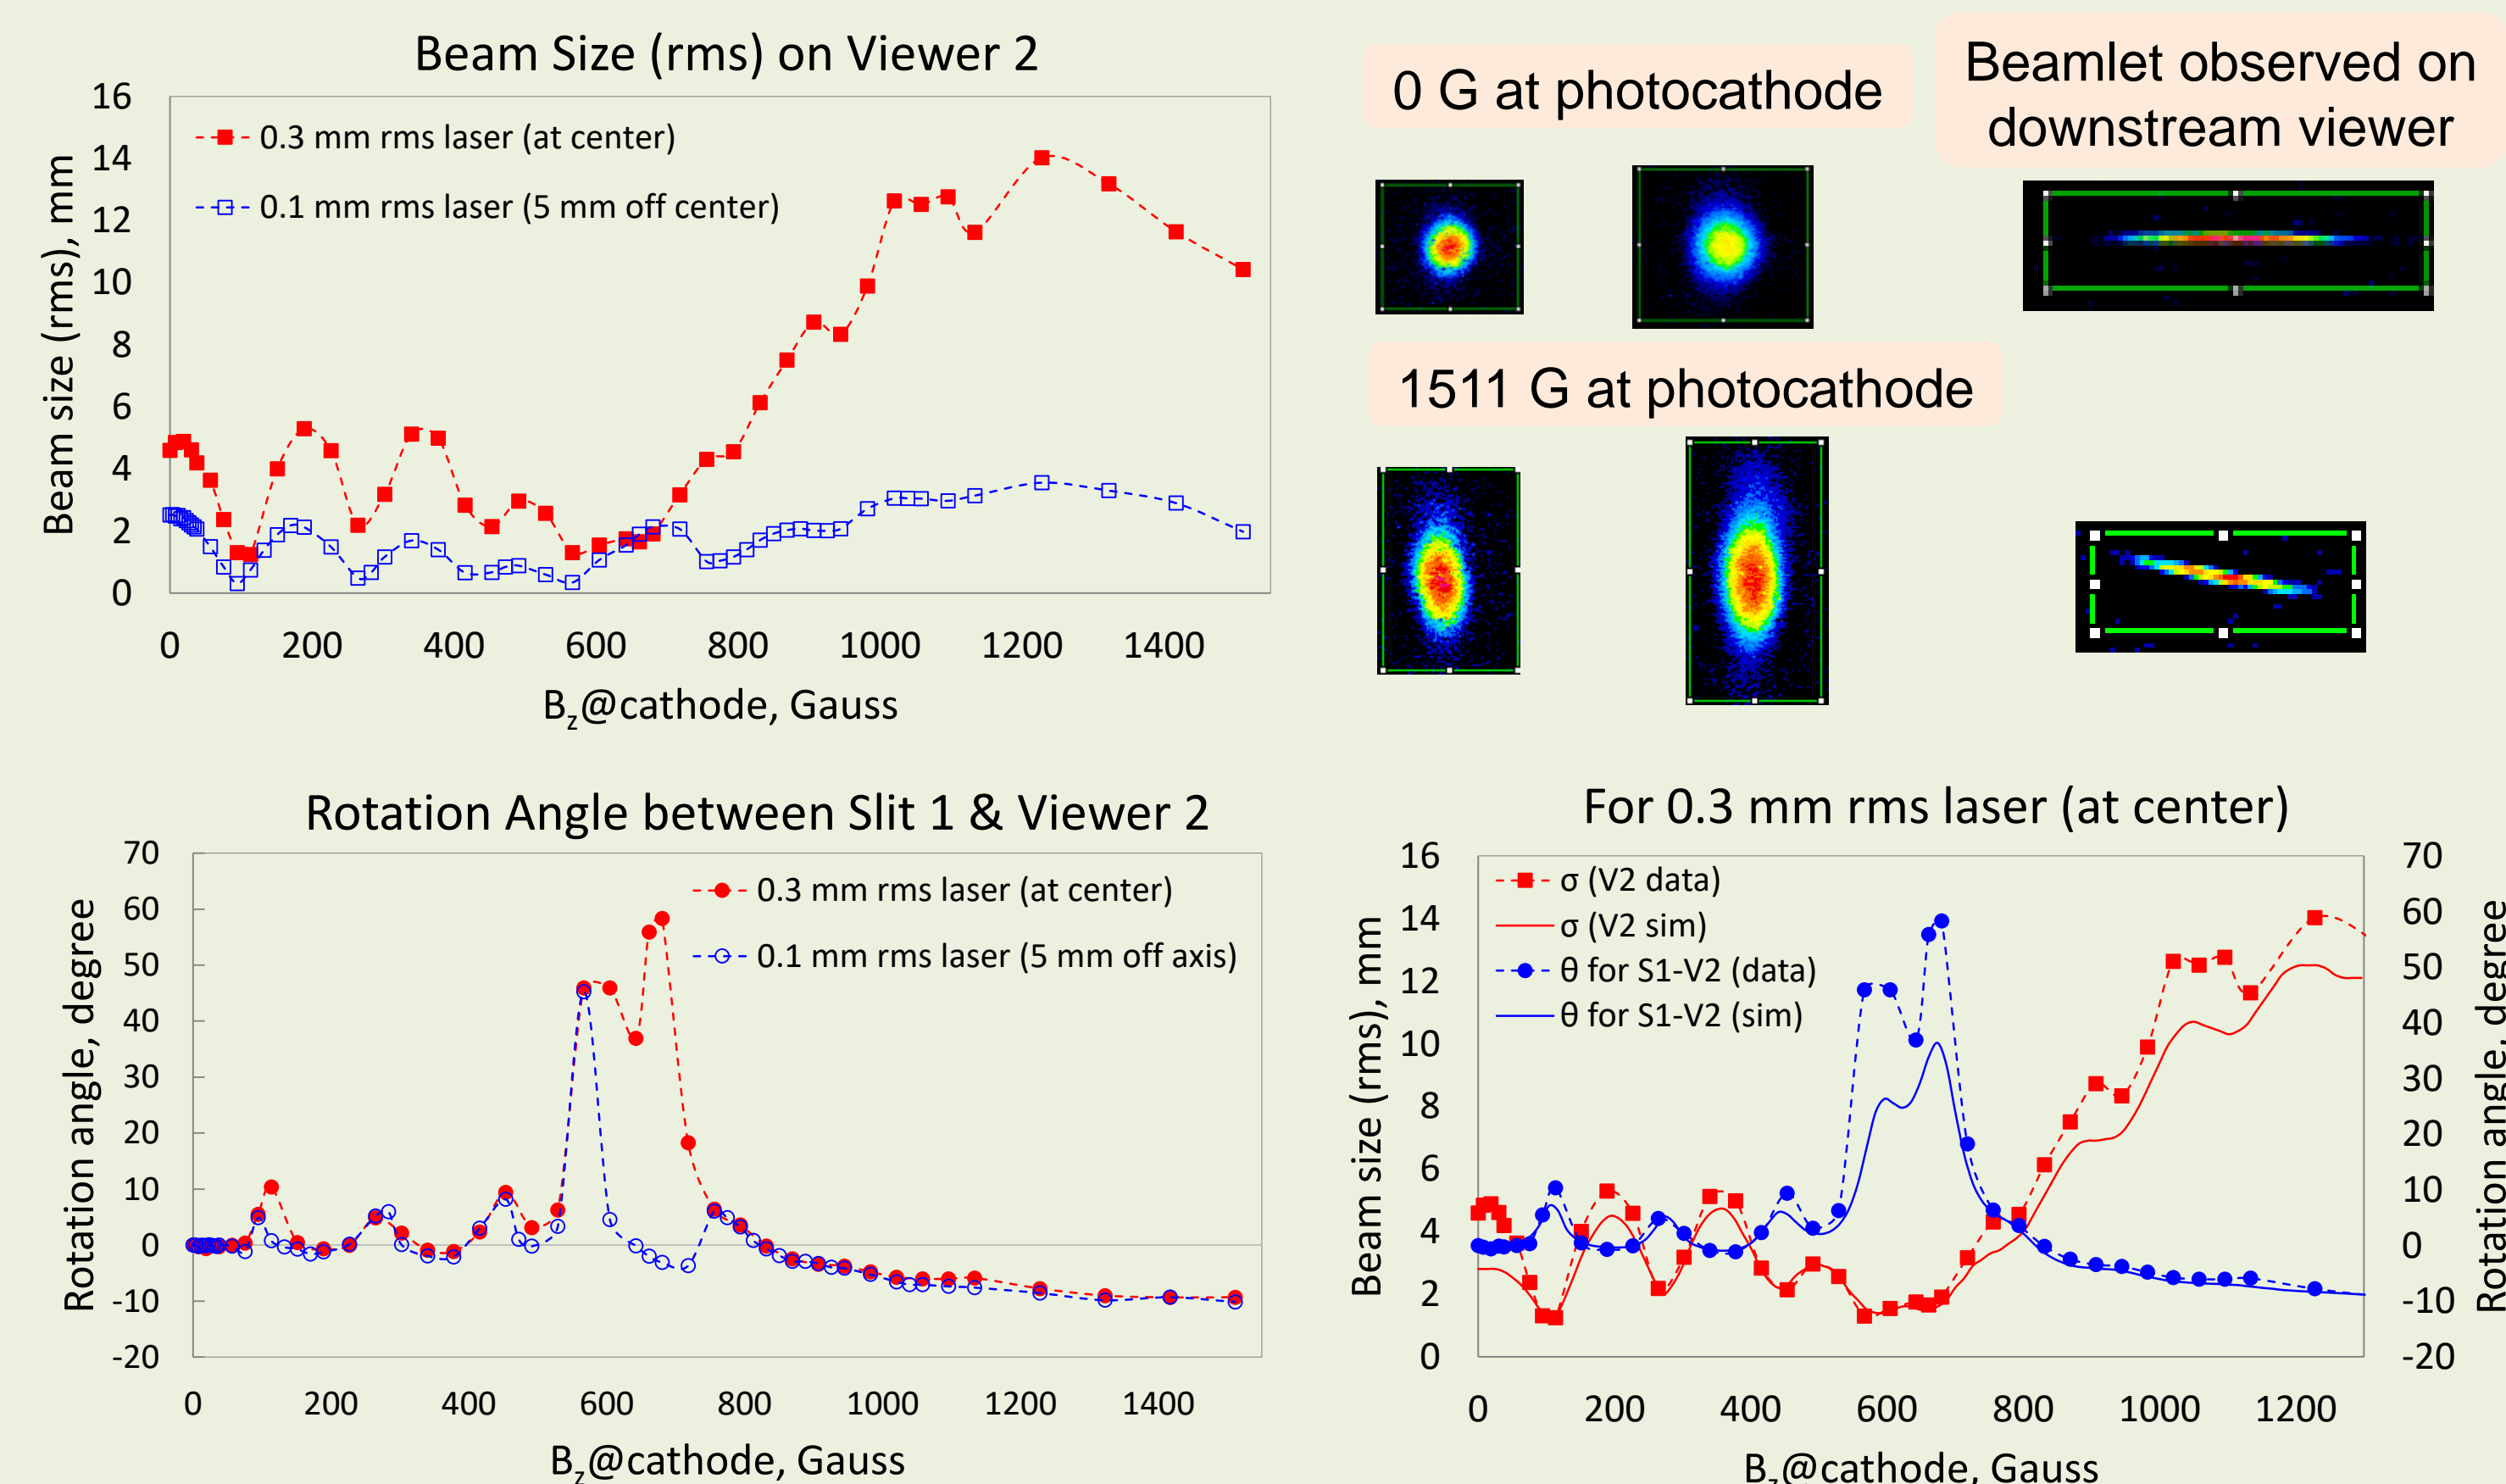 Beam Size (rms) on Viewer 2
16
14
12
10
8
6
4
2
0
Beam size (rms), mm
0.3 mm rms laser (at center)
0.1 mm rms laser (5 mm off center)
0 200 400 600 800 1000 1200 1400
Bz@cathode, Gauss
0 G at photocathode
Beamlet observed on
downstream viewer
1511 G at photocathode
Rotation Angle between Slit 1 & Viewer 2
70
60
50
40
30
20
10
0
-10
-20
Rotation angle, degree
0.3 mm rms laser (at center)
0.1 mm rms laser (5 mm off axis)
0 200 400 600 800 1000 1200 1400
Bz@cathode, Gauss
For 0.3 mm rms laser (at center)
16
14
12
10
8
6
4
2
0
Beam size (rms), mm
σ (V2 data)
σ (V2 sim)
θ for S1-V2 (data)
θ for S1-V2 (sim)
70
60
50
40
30
20
10
0
-10
-20
Rotation angle, degree
0 200 400 600 800 1000 1200
Bz@cathode, Gauss